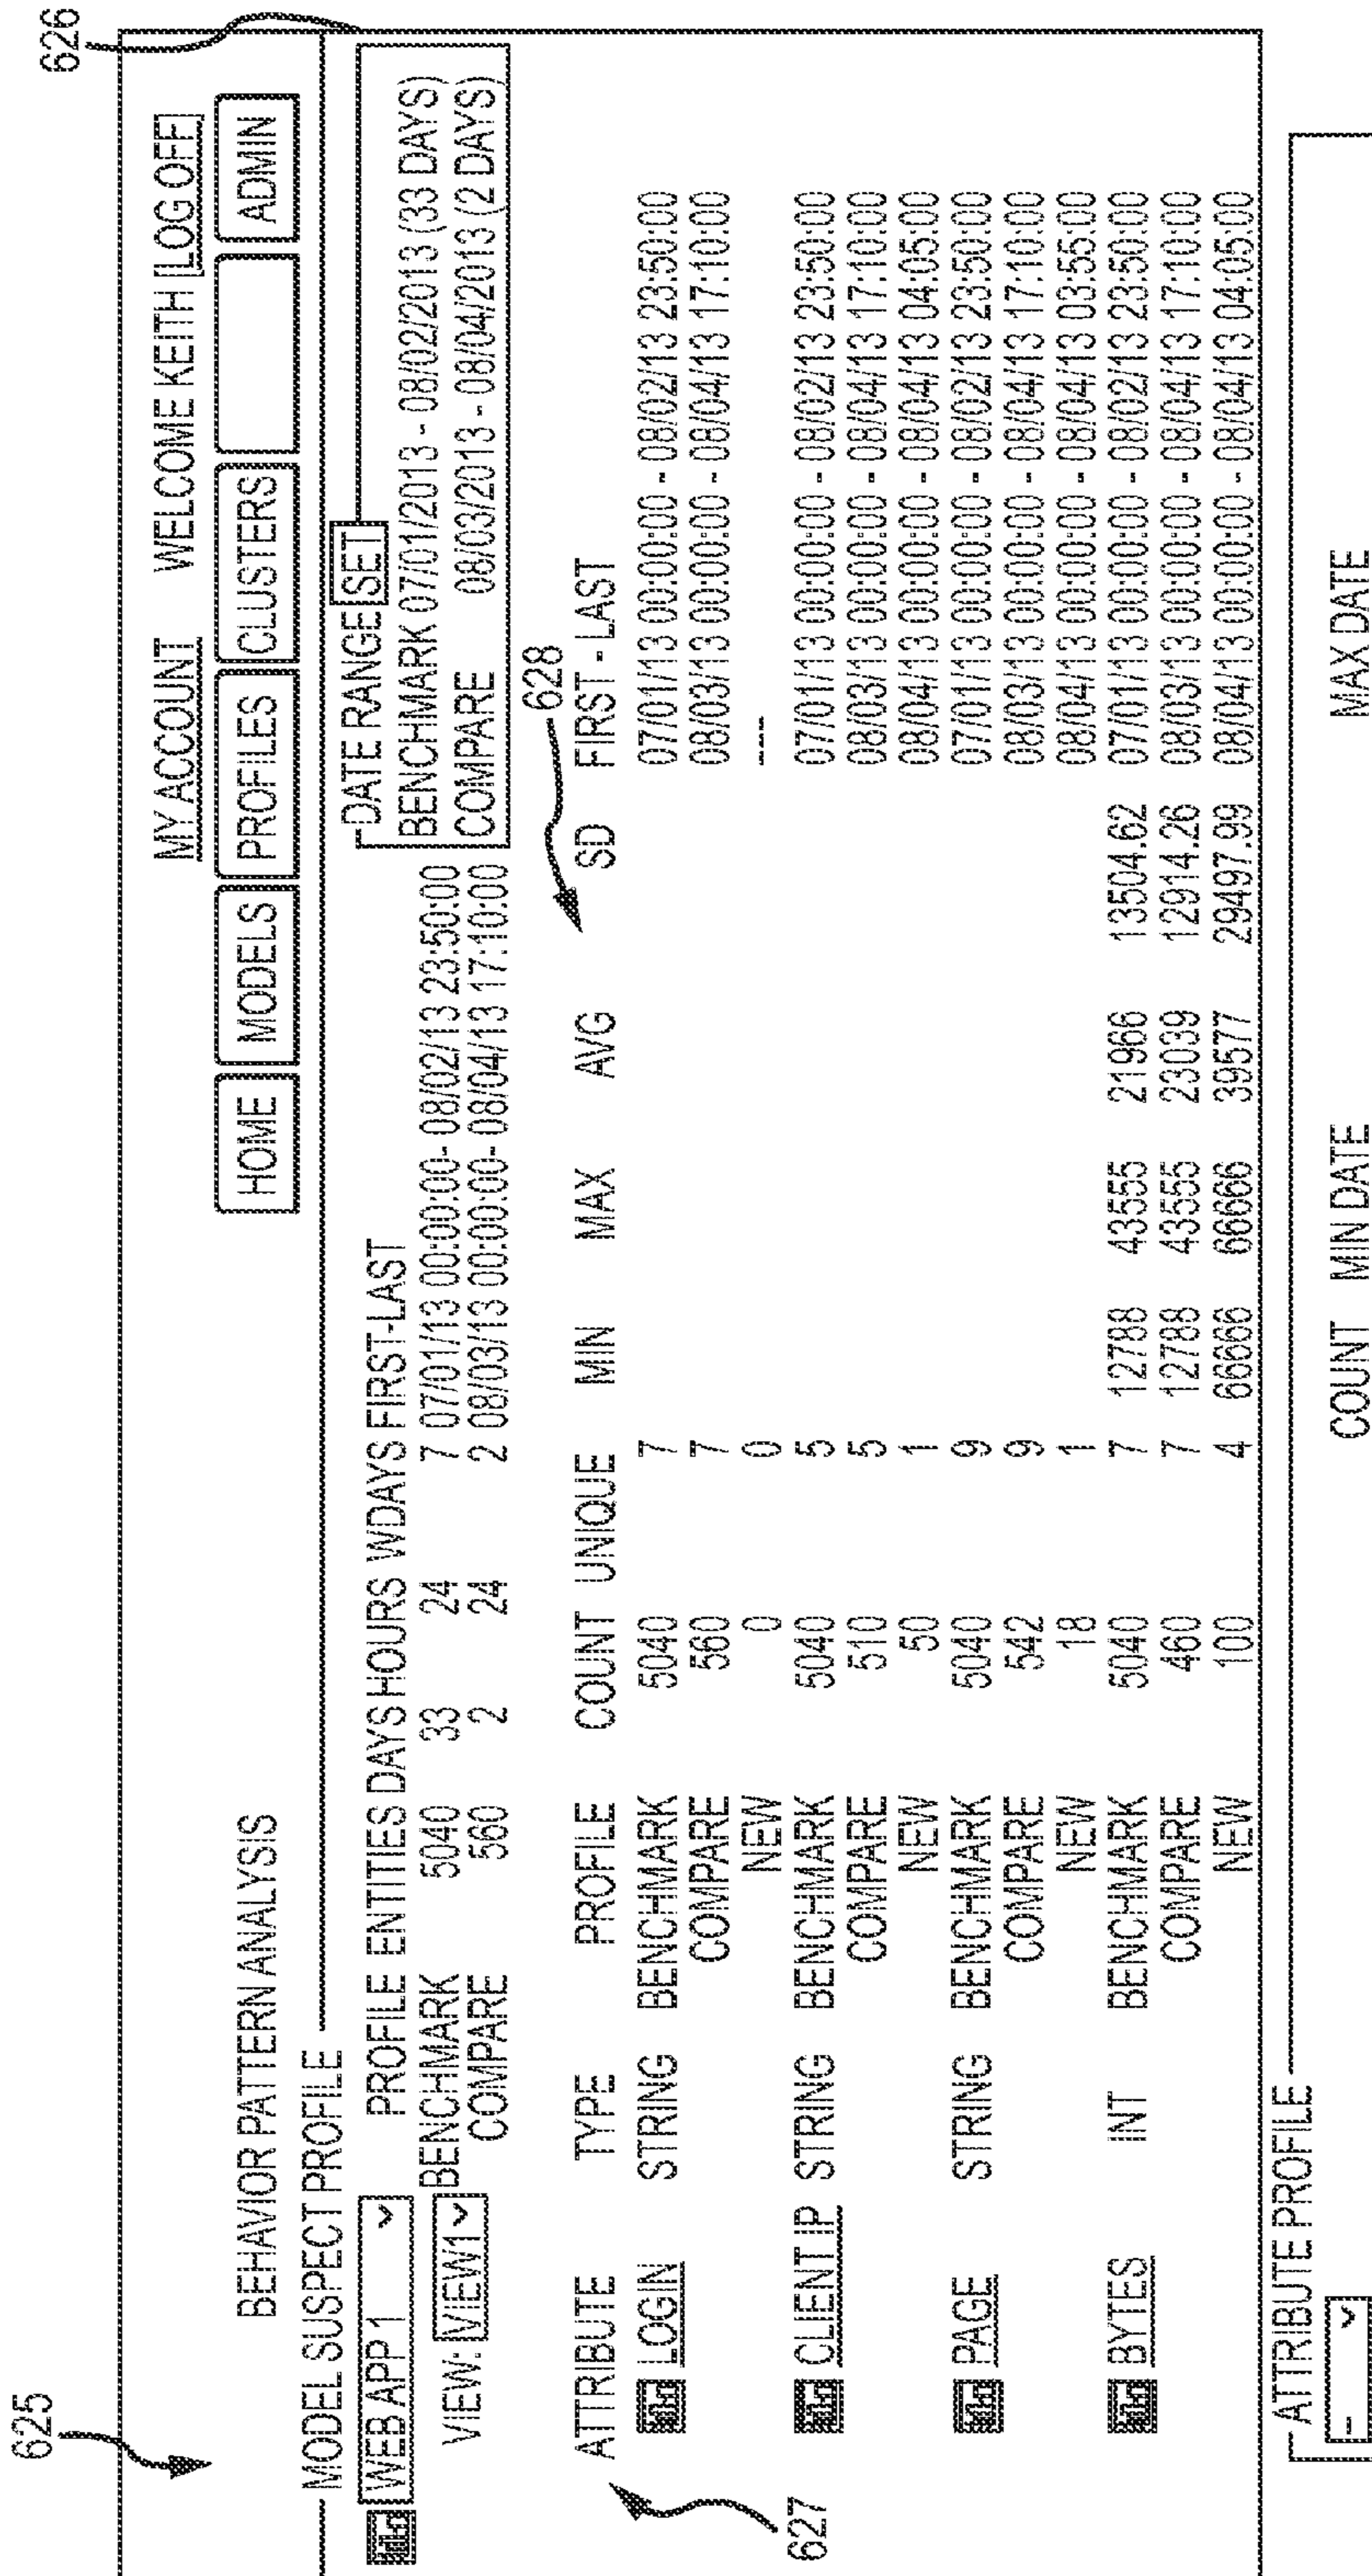 625
626
BEHAVIOR PATTERN ANALYSIS
MY ACCOUNT WELCOME KEITH [LOG OFF]
HOME MODELS PROFILES CLUSTERS ADMIN
MODEL SUSPECT PROFILE
WEB APP 1
VIEW: VIEW1
PROFILE ENTITIES DAYS HOURS WDAYS FIRST-LAST
BENCHMARK 5040 33 24 7 07/01/13 00:00:00- 08/02/13 23:50:00
COMPARE 560 2 24 2 08/03/13 00:00:00- 08/04/13 17:10:00
DATE RANGE SET
BENCHMARK 07/01/2013 - 08/02/2013 (33 DAYS)
COMPARE 08/03/2013 - 08/04/2013 (2 DAYS)
627
628
ATTRIBUTE TYPE PROFILE COUNT UNIQUE MIN MAX AVG SD FIRST - LAST
LOGIN STRING BENCHMARK 5040 7 07/01/13 00:00:00 - 08/02/13 23:50:00
COMPARE 560 7 08/03/13 00:00:00 - 08/04/13 17:10:00
NEW 0 0 ---
CLIENT IP STRING BENCHMARK 5040 5 07/01/13 00:00:00 - 08/02/13 23:50:00
COMPARE 510 5 08/03/13 00:00:00 - 08/04/13 17:10:00
NEW 50 1 08/04/13 00:00:00 - 08/04/13 04:05:00
PAGE STRING BENCHMARK 5040 9 07/01/13 00:00:00 - 08/02/13 23:50:00
COMPARE 542 9 08/03/13 00:00:00 - 08/04/13 17:10:00
NEW 18 1 08/04/13 00:00:00 - 08/04/13 03:55:00
BYTES INT BENCHMARK 5040 7 12788 43555 21966 13504.62 07/01/13 00:00:00 - 08/02/13 23:50:00
COMPARE 460 7 12788 43555 23039 12914.26 08/03/13 00:00:00 - 08/04/13 17:10:00
NEW 100 4 66666 66666 39577 29497.99 08/04/13 00:00:00 - 08/04/13 04:05:00
ATTRIBUTE PROFILE
-
COUNT MIN DATE MAX DATE